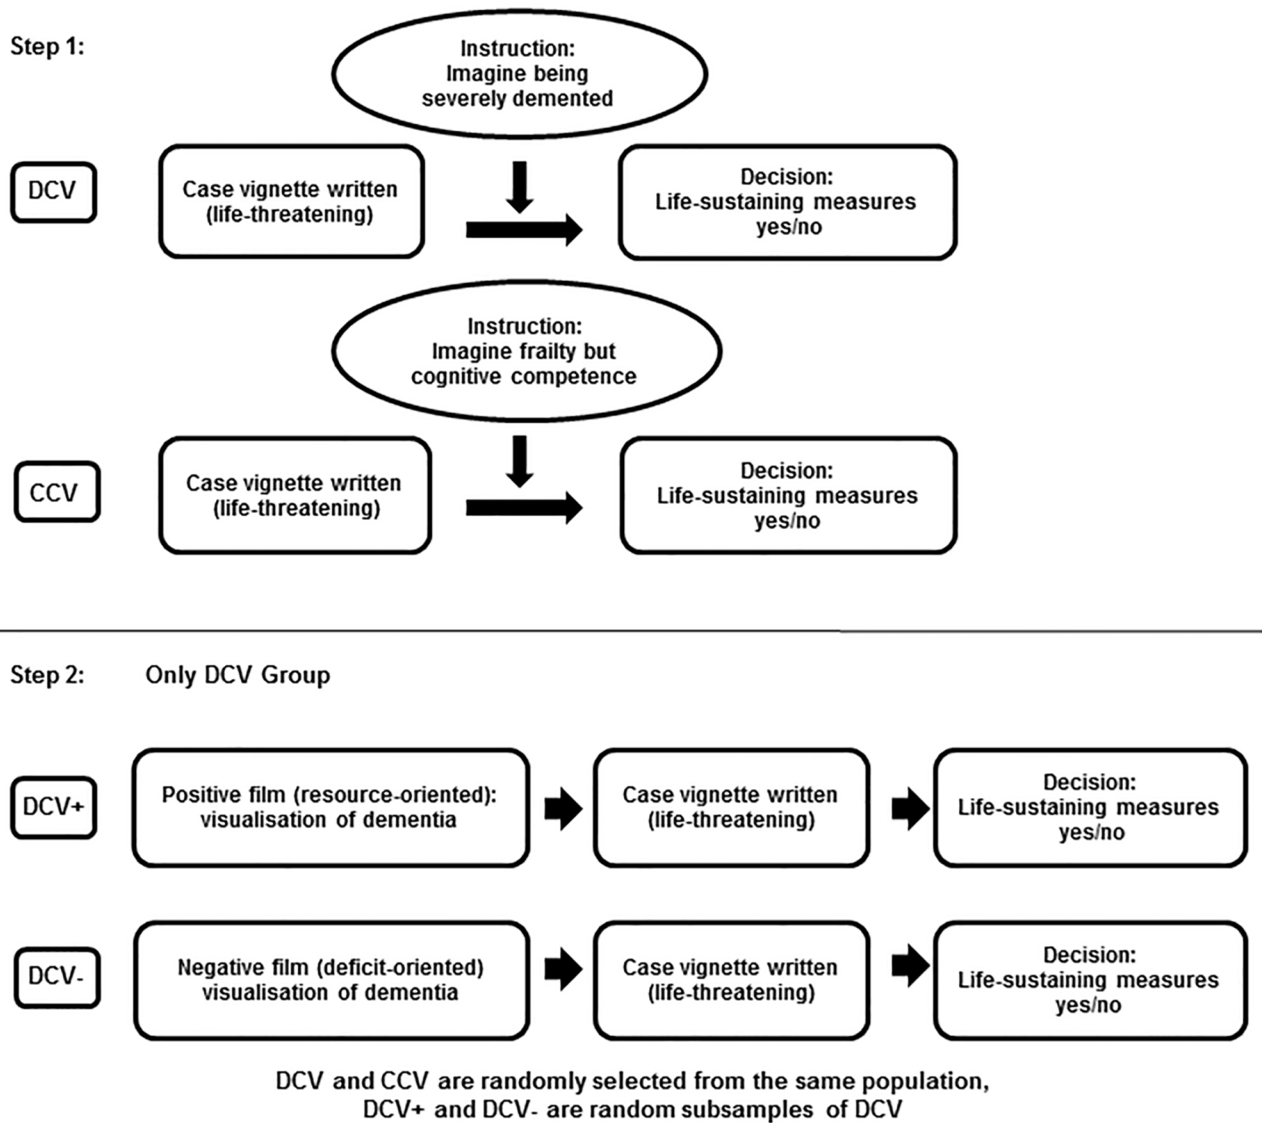 Step 1:
Instruction:
Imagine being
severely demented
DCV
Case vignette written
(life-threatening)
Decision:
Life-sustaining measures
yes/no
Instruction:
Imagine frailty but
cognitive competence
CCV
Case vignette written
(life-threatening)
Decision:
Life-sustaining measures
yes/no
Step 2:
Only DCV Group
DCV+
Positive film (resource-oriented):
visualisation of dementia
Case vignette written
(life-threatening)
Decision:
Life-sustaining measures
yes/no
DCV-
Negative film (deficit-oriented)
visualisation of dementia
Case vignette written
(life-threatening)
Decision:
Life-sustaining measures
yes/no
DCV and CCV are randomly selected from the same population,
DCV+ and DCV- are random subsamples of DCV